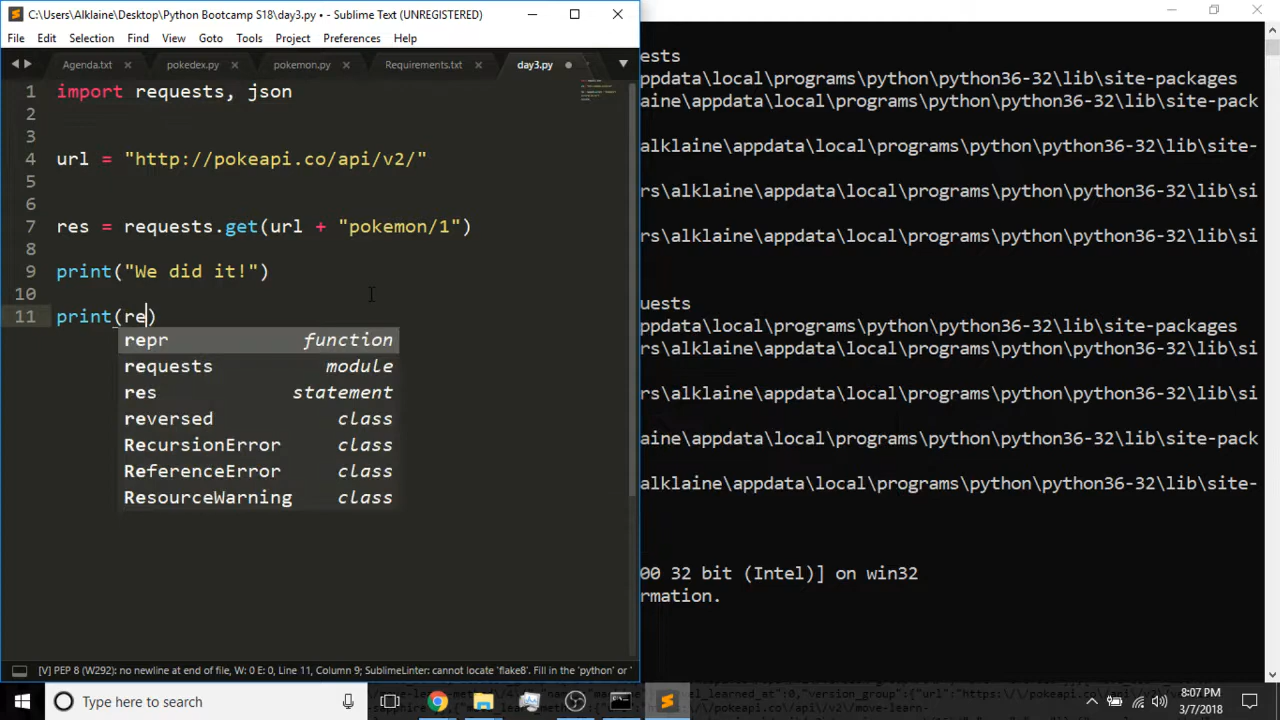 C:\Users\Alklaine\Desktop\Python Bootcamp S18\day3.py • - Sublime Text (UNREGISTERED)
File Edit Selection Find View Goto Tools Project Preferences Help
Agenda.txt pokedex.py pokemon.py Requirements.txt day3.py
1 import requests, json
2
3
4 url = "http://pokeapi.co/api/v2/"
5
6
7 res = requests.get(url + "pokemon/1")
8
9 print("We did it!")
10
11 print(re)
repr function
requests module
res statement
reversed class
RecursionError class
ReferenceError class
ResourceWarning class
[V] PEP 8 (W292): no newline at end of file, W: 0 E: 0, Line 11, Column 9; SublimeLinter: cannot locate 'flake8'. Fill in the 'python' or '
ests
appdata\local\programs\python\python36-32\lib\site-packages
aine\appdata\local\programs\python\python36-32\lib\site-pack
alklaine\appdata\local\programs\python\python36-32\lib\site-
rs\alklaine\appdata\local\programs\python\python36-32\lib\si
rs\alklaine\appdata\local\programs\python\python36-32\lib\si
uests
appdata\local\programs\python\python36-32\lib\site-packages
rs\alklaine\appdata\local\programs\python\python36-32\lib\si
rs\alklaine\appdata\local\programs\python\python36-32\lib\si
aine\appdata\local\programs\python\python36-32\lib\site-pack
alklaine\appdata\local\programs\python\python36-32\lib\site-
00 32 bit (Intel)] on win32
rmation.
Type here to search
8:07 PM
3/7/2018